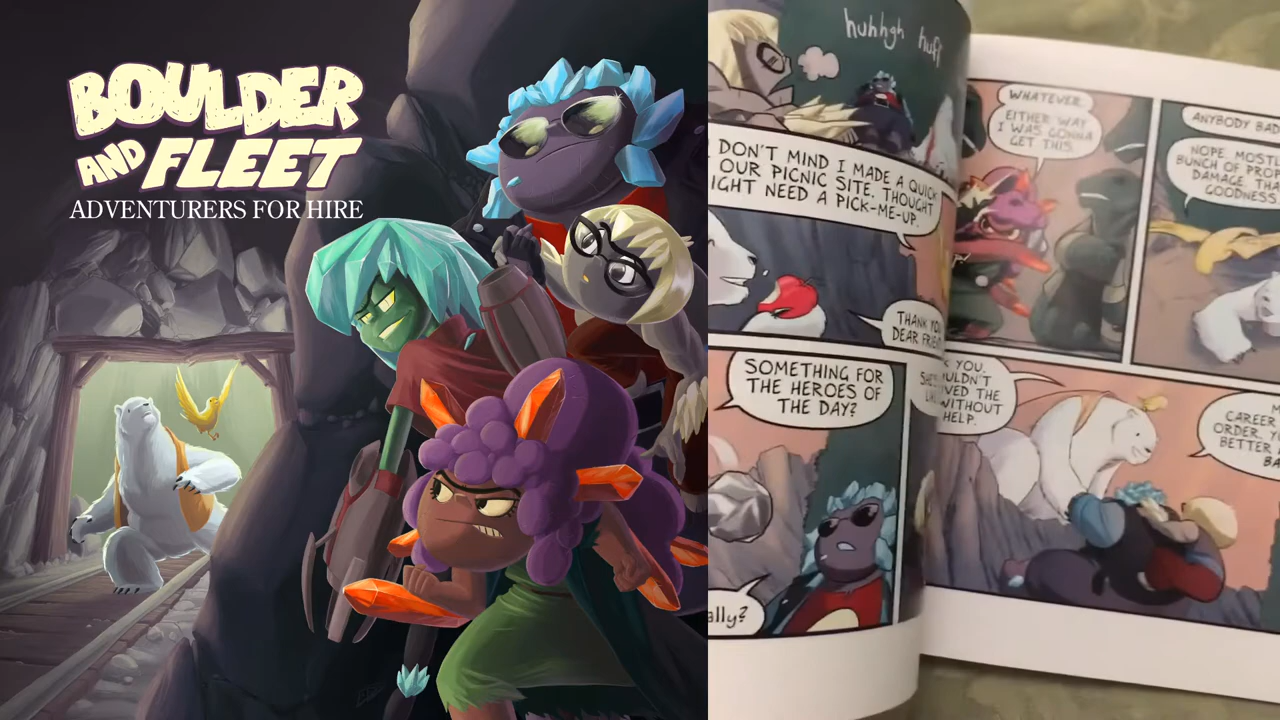 BOULDER
AND FLEET
ADVENTURERS FOR HIRE
huhhgh huff
DON'T MIND I MADE A QUICK
OUR PICNIC SITE. THOUGHT
IGHT NEED A PICK-ME-UP.
THANK YOU
DEAR FRIE
SOMETHING FOR
THE HEROES OF
THE DAY?
ally?
WHATEVER.
EITHER WAY
I WAS GONNA
GET THIS.
ANYBODY BAD
NOPE. MOSTL
BUNCH OF PROP
DAMAGE. THA
GOODNESS
YOU.
ULDN'T
VED THE
WITHOUT
HELP.
CAREER
ORDER. Y
BETTER
BA